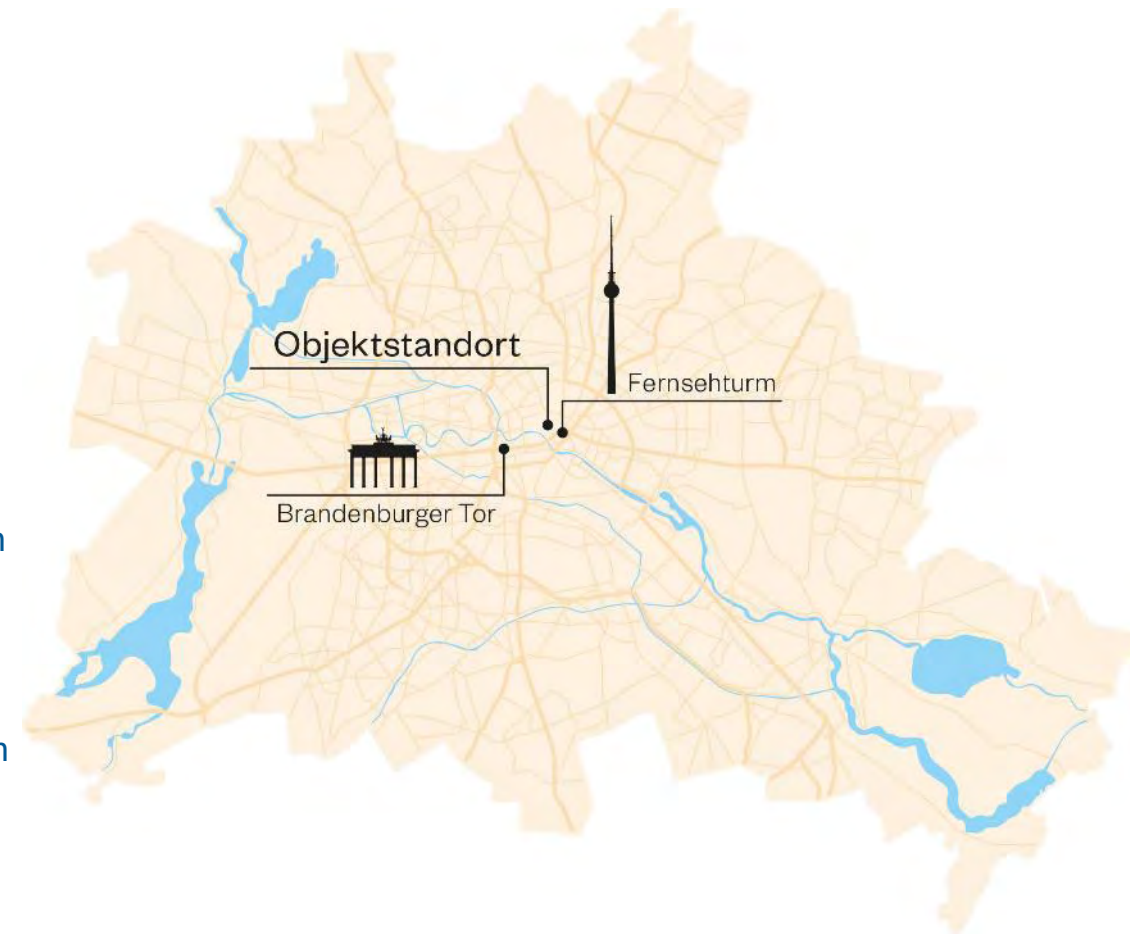 Objektstandort
Fernsehturm
Brandenburger Tor
n
n